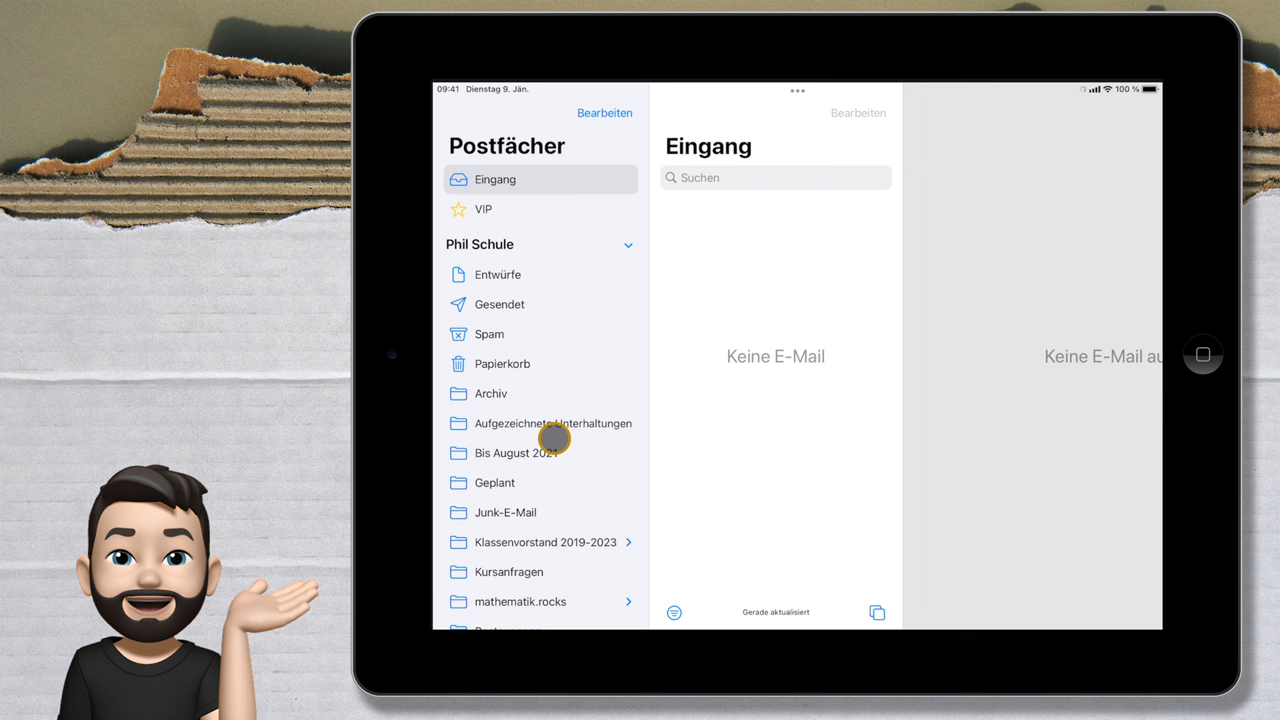 09:41 Dienstag 9. Jän.
100 %
Bearbeiten
Postfächer
Eingang
VIP
Phil Schule
Entwürfe
Gesendet
Spam
Papierkorb
Archiv
Aufgezeichnete Unterhaltungen
Bis August 202
Geplant
Junk-E-Mail
Klassenvorstand 2019-2023
Kursanfragen
mathematik.rocks
Bearbeiten
Eingang
Suchen
Keine E-Mail
Gerade aktualisiert
Keine E-Mail au